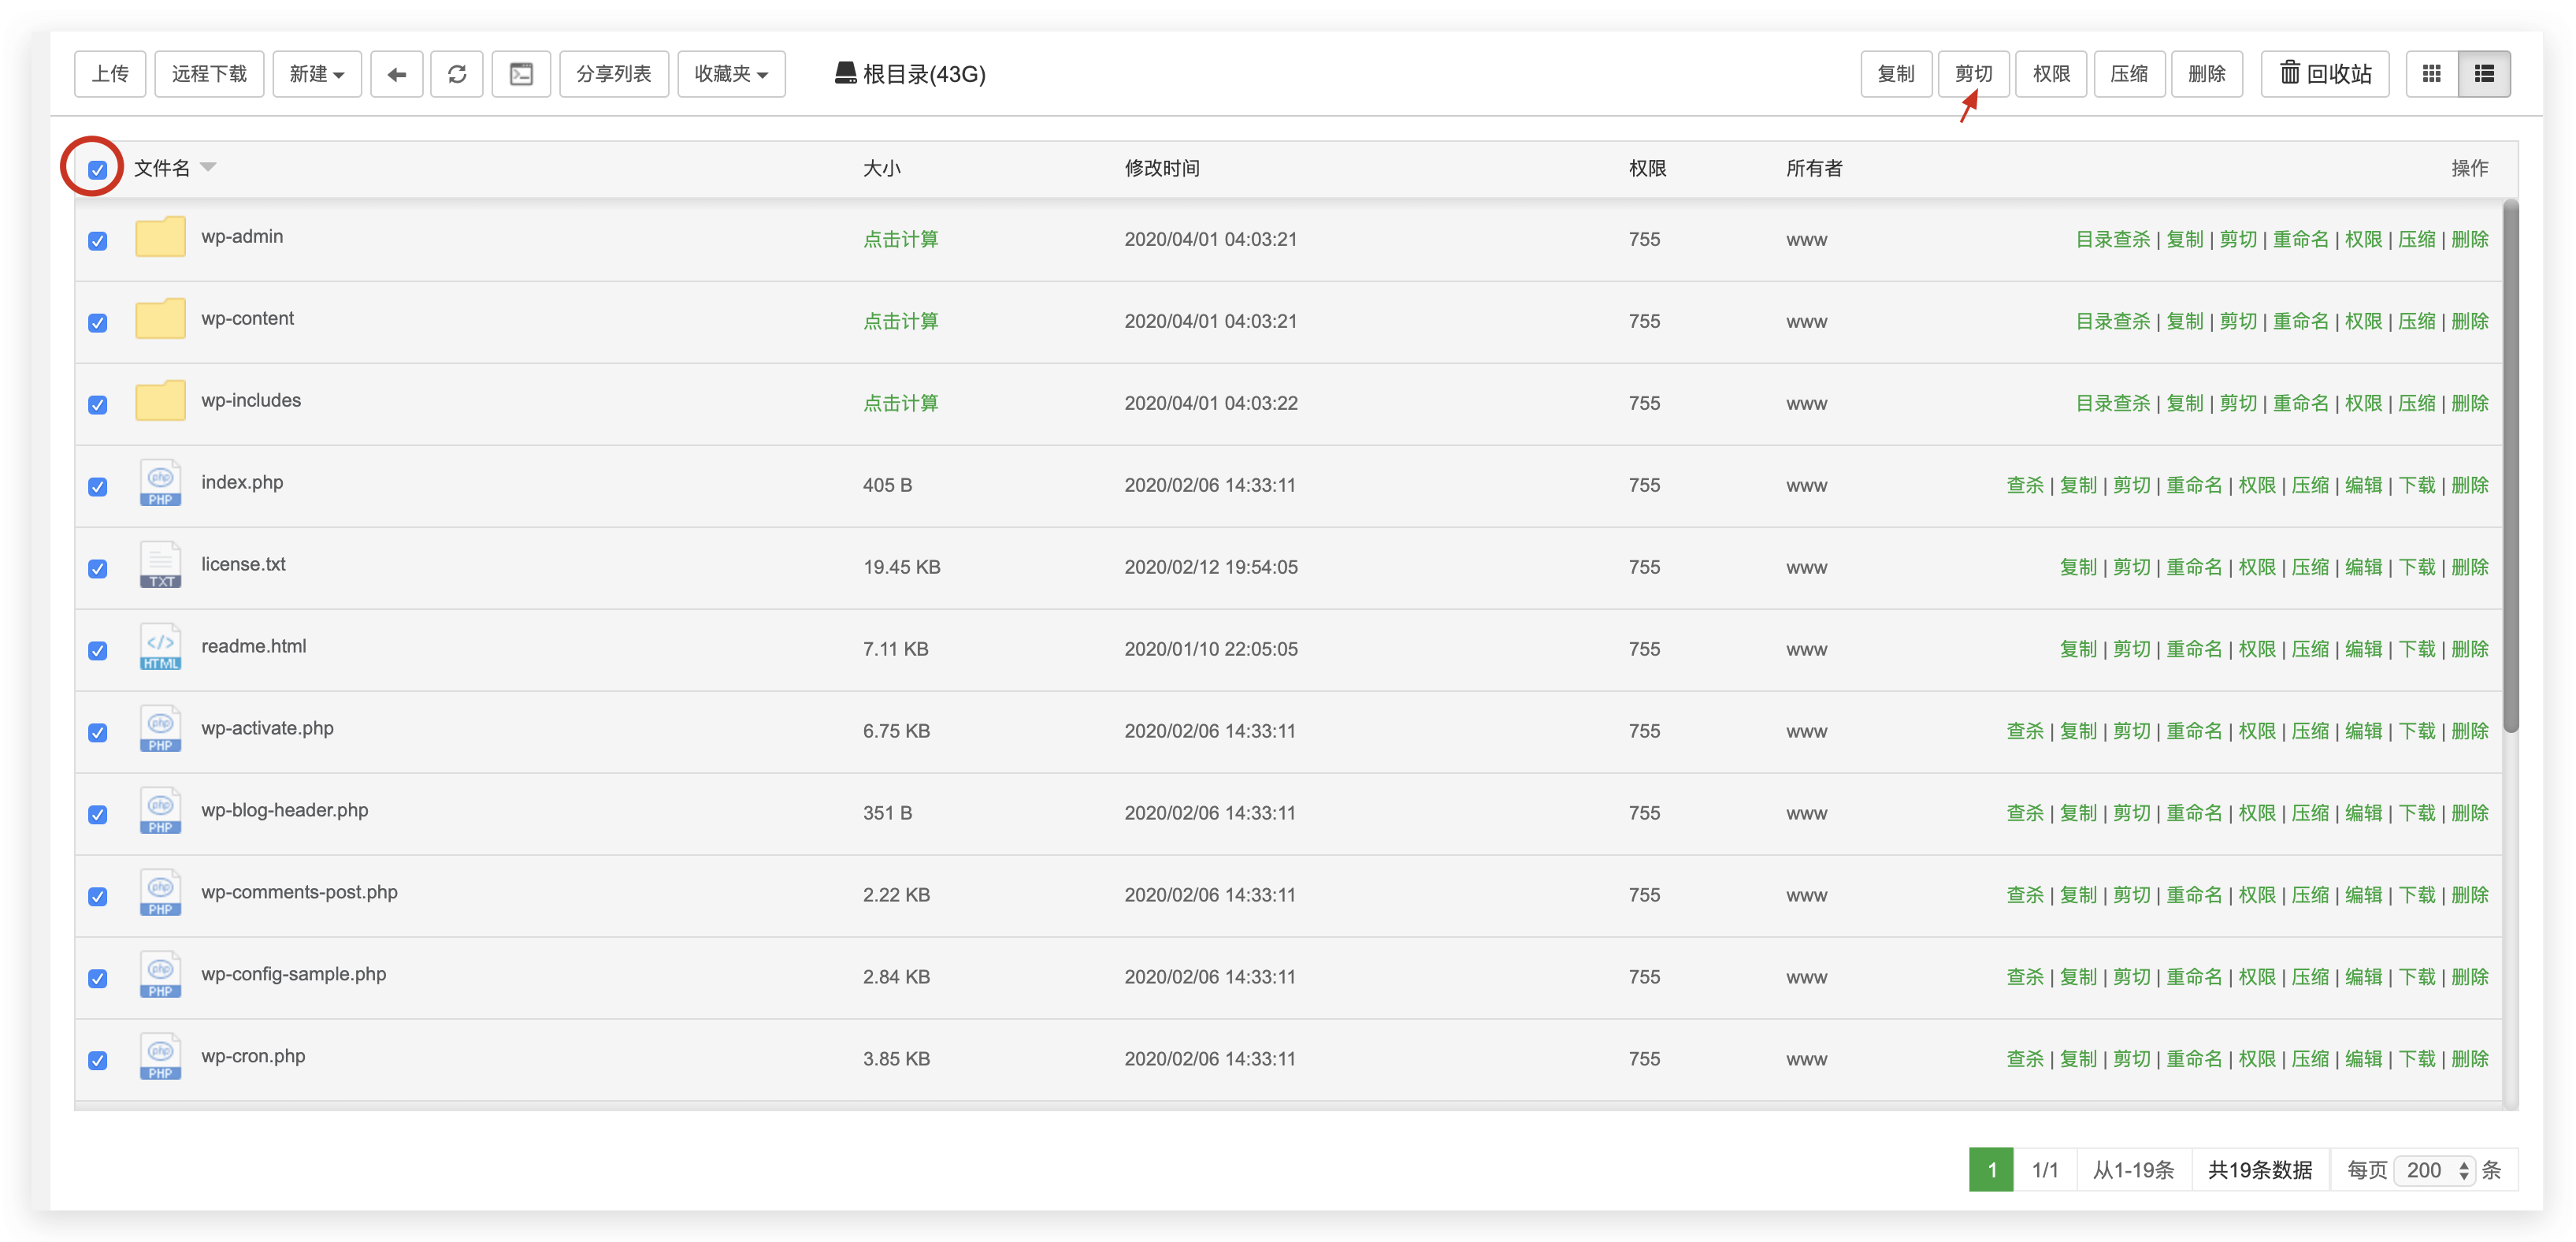 上传 远程下载 新建 分享列表 收藏夹 根目录(43G) 复制 剪切 权限 压缩 删除 回收站
文件名 大小 修改时间 权限 所有者 操作
wp-admin 点击计算 2020/04/01 04:03:21 755 www 目录查杀 | 复制 | 剪切 | 重命名 | 权限 | 压缩 | 删除
wp-content 点击计算 2020/04/01 04:03:21 755 www 目录查杀 | 复制 | 剪切 | 重命名 | 权限 | 压缩 | 删除
wp-includes 点击计算 2020/04/01 04:03:22 755 www 目录查杀 | 复制 | 剪切 | 重命名 | 权限 | 压缩 | 删除
php PHP index.php 405 B 2020/02/06 14:33:11 755 www 查杀 | 复制 | 剪切 | 重命名 | 权限 | 压缩 | 编辑 | 下载 | 删除
TXT license.txt 19.45 KB 2020/02/12 19:54:05 755 www 复制 | 剪切 | 重命名 | 权限 | 压缩 | 编辑 | 下载 | 删除
</> HTML readme.html 7.11 KB 2020/01/10 22:05:05 755 www 复制 | 剪切 | 重命名 | 权限 | 压缩 | 编辑 | 下载 | 删除
php PHP wp-activate.php 6.75 KB 2020/02/06 14:33:11 755 www 查杀 | 复制 | 剪切 | 重命名 | 权限 | 压缩 | 编辑 | 下载 | 删除
php PHP wp-blog-header.php 351 B 2020/02/06 14:33:11 755 www 查杀 | 复制 | 剪切 | 重命名 | 权限 | 压缩 | 编辑 | 下载 | 删除
php PHP wp-comments-post.php 2.22 KB 2020/02/06 14:33:11 755 www 查杀 | 复制 | 剪切 | 重命名 | 权限 | 压缩 | 编辑 | 下载 | 删除
php PHP wp-config-sample.php 2.84 KB 2020/02/06 14:33:11 755 www 查杀 | 复制 | 剪切 | 重命名 | 权限 | 压缩 | 编辑 | 下载 | 删除
php PHP wp-cron.php 3.85 KB 2020/02/06 14:33:11 755 www 查杀 | 复制 | 剪切 | 重命名 | 权限 | 压缩 | 编辑 | 下载 | 删除
1 1/1 从1-19条 共19条数据 每页 200 条